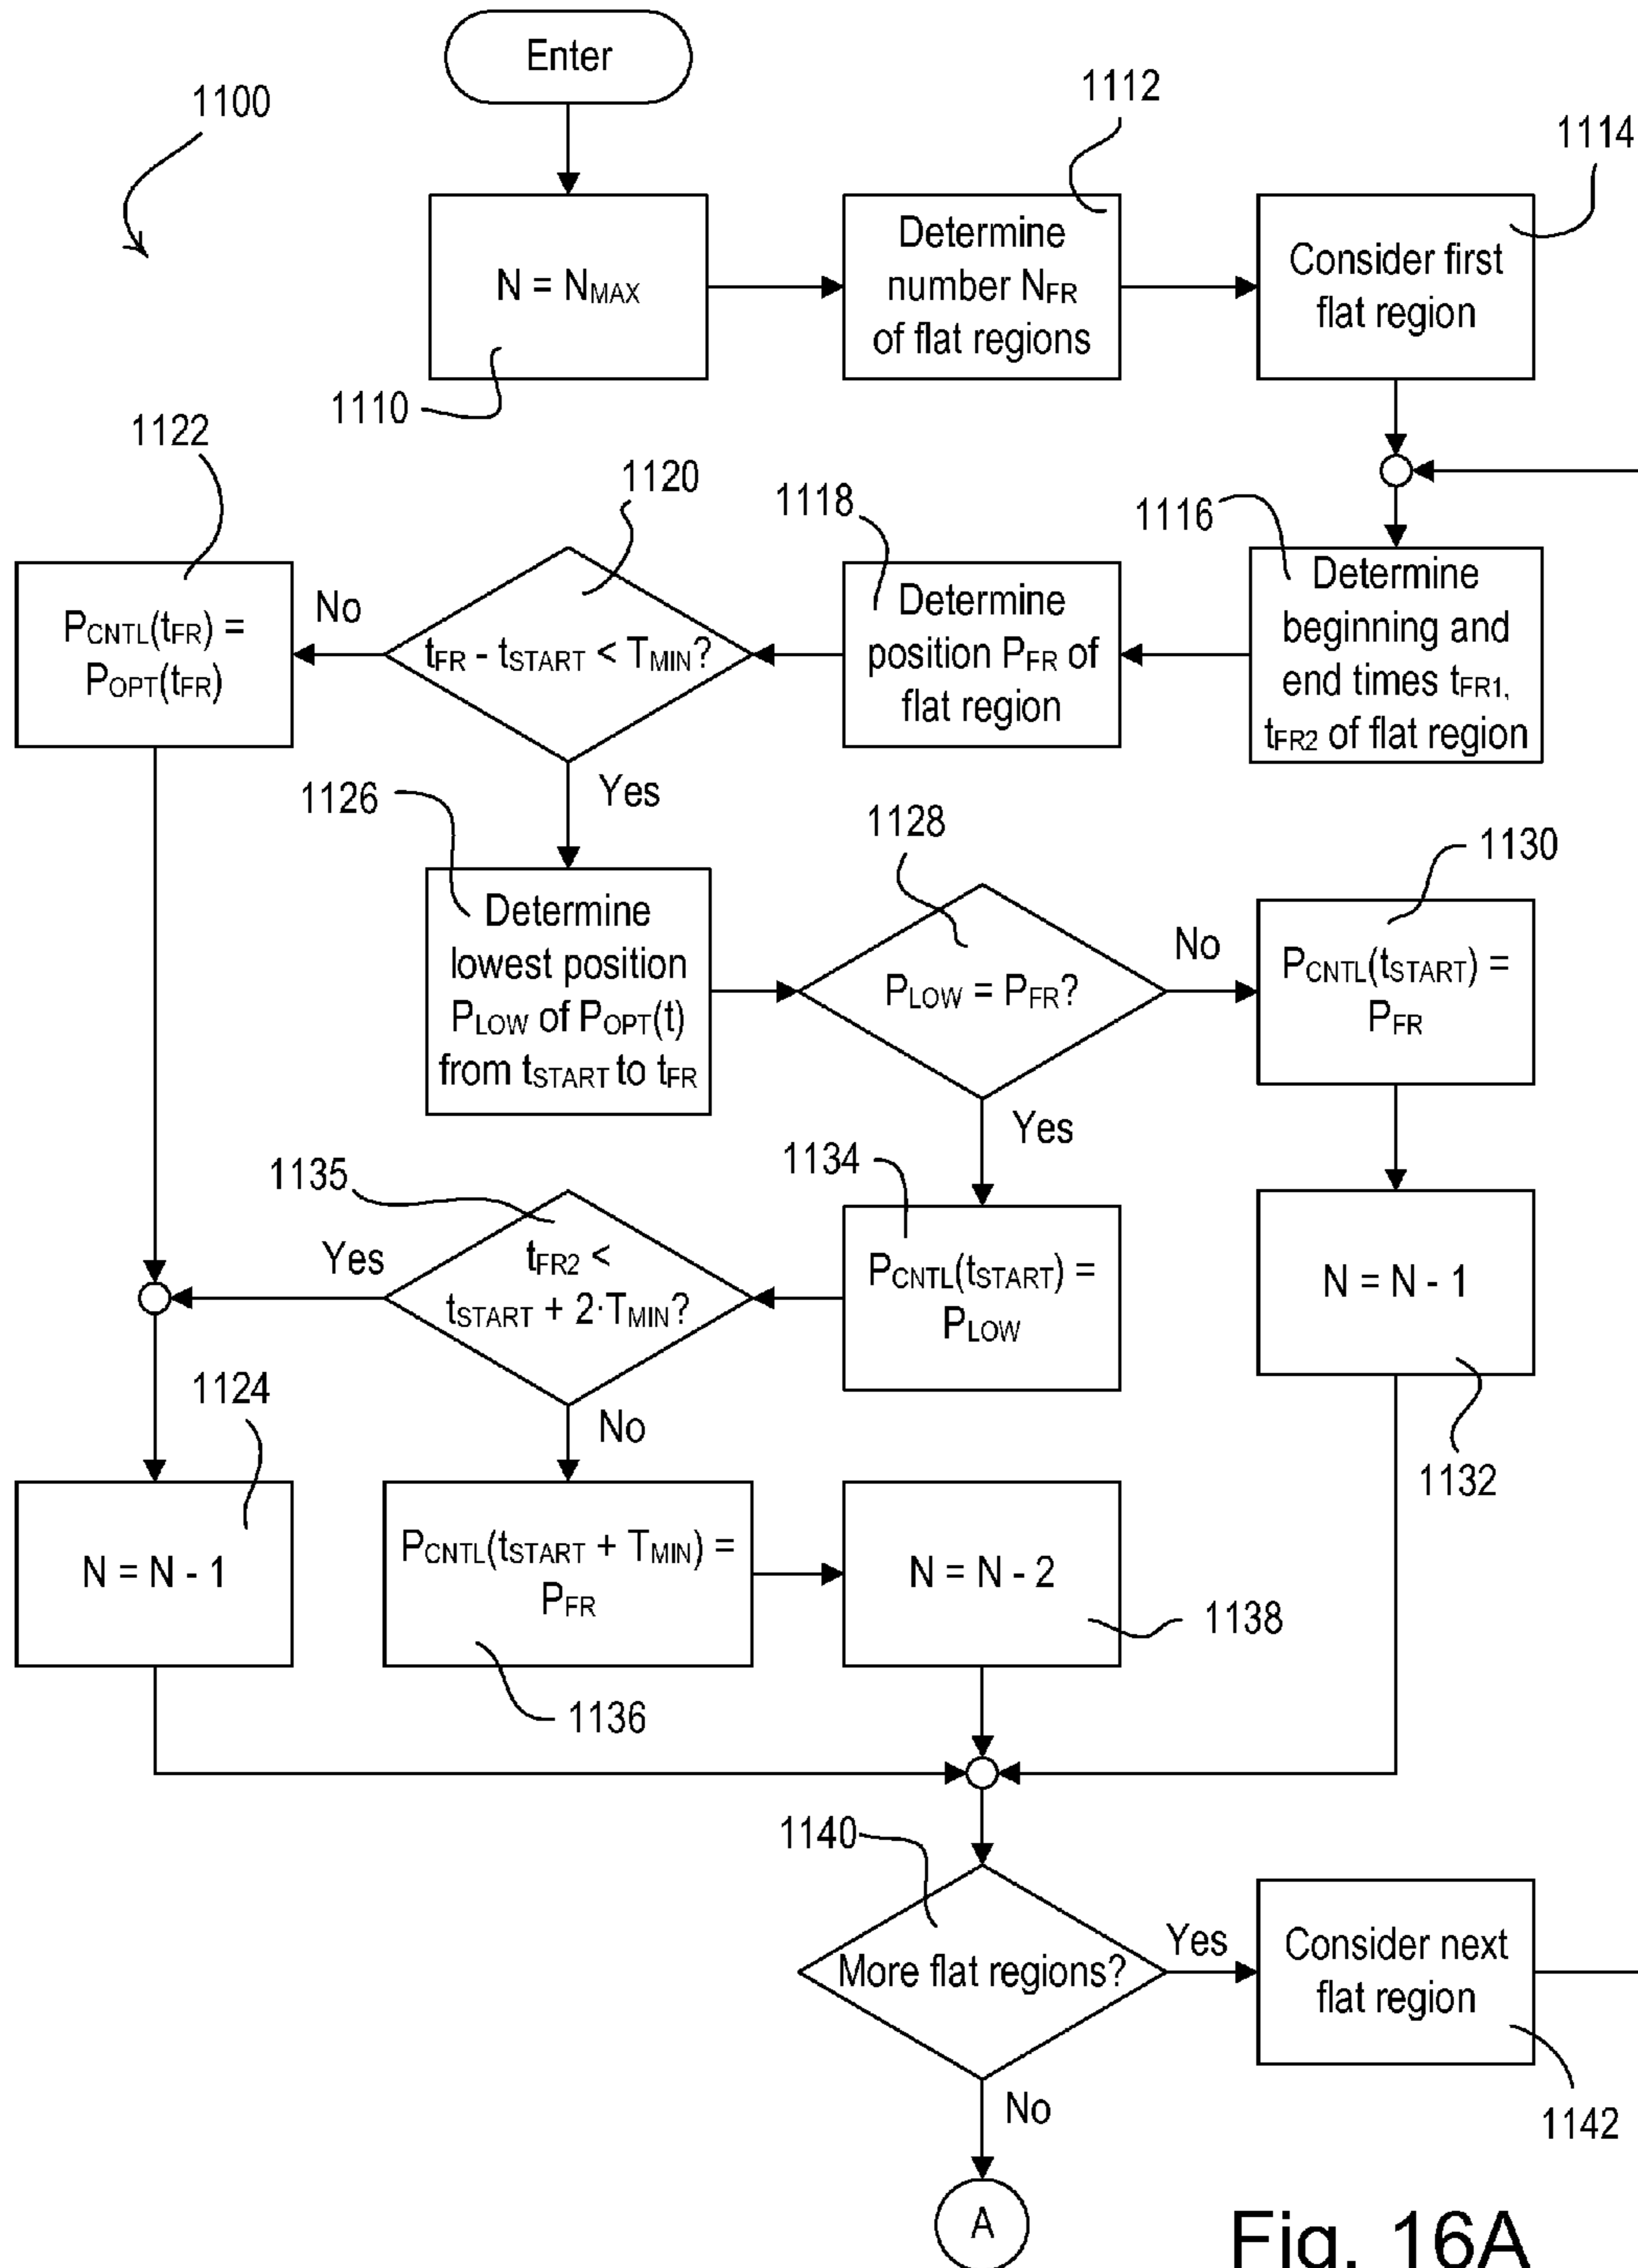 Enter
1100
1112
1114
N = NMAX
1110
Determine
number NFR
of flat regions
Consider first
flat region
1122
1120
1118
1116
PCNTL(tFR) =
POPT(tFR)
No
tFR - tSTART < TMIN?
Yes
Determine
position PFR of
flat region
Determine
beginning and
end times tFR1,
tFR2 of flat region
1126
1128
1130
Determine
lowest position
PLOW of POPT(t)
from tSTART to tFR
PLOW = PFR?
No
Yes
PCNTL(tSTART) =
PFR
1135
1134
Yes
tFR2 <
tSTART + 2·TMIN?
No
PCNTL(tSTART) =
PLOW
N = N - 1
1132
1124
N = N - 1
PCNTL(tSTART + TMIN) =
PFR
1136
N = N - 2
1138
1140
More flat regions?
Yes
No
Consider next
flat region
1142
A
Fig. 16A